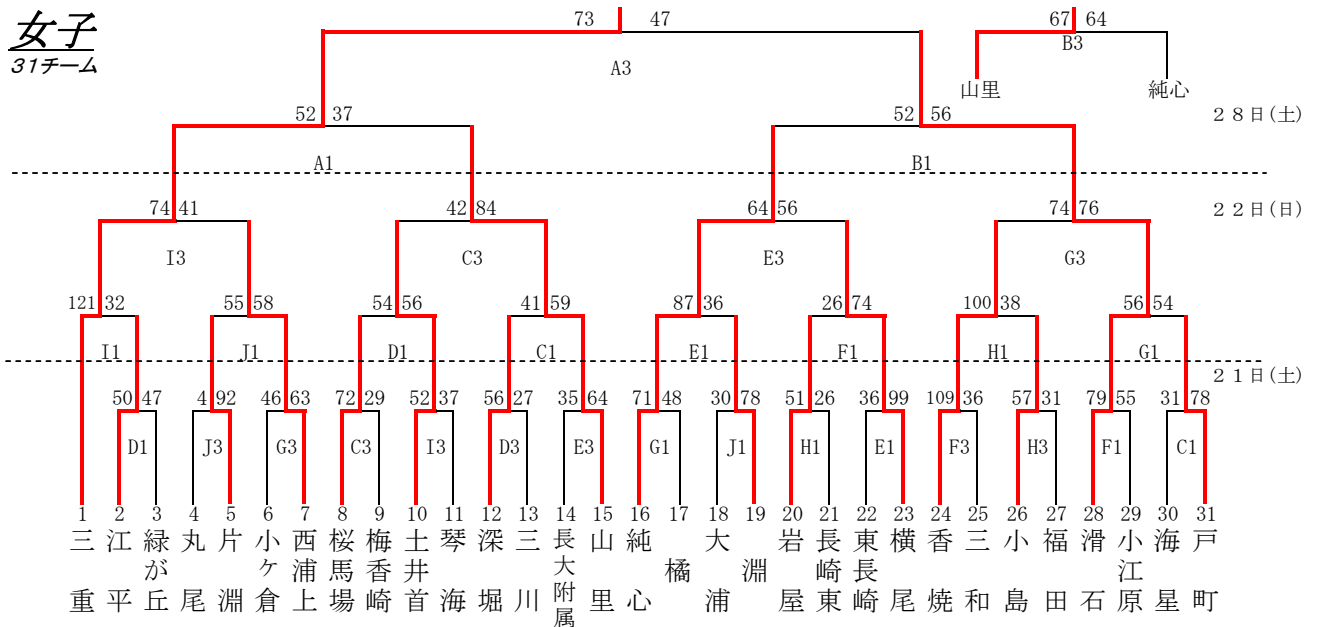 女子
31チーム
73 47
67 64
A3
B3
山里 純心
52 37
52 56
２８日(土)
A1 B1
74 41
42 84
64 56
74 76
２２日(日)
I3 C3 E3 G3
121 32
55 58
54 56
41 59
87 36
26 74
100 38
56 54
I1 J1 D1 C1 E1 F1 H1 G1
２１日(土)
50 47
4 92
46 63
72 29
52 37
56 27
35 64
71 48
30 78
51 26
36 99
109 36
57 31
79 55
31 78
D1 J3 G3 C3 I3 D3 E3 G1 J1 H1 E1 F3 H3 F1 C1
1 2 3 4 5 6 7 8 9 10 11 12 13 14 15 16 17 18 19 20 21 22 23 24 25 26 27 28 29 30 31
三重
江平
緑が丘
丸尾
片淵
小ケ倉
西浦上
桜馬場
梅香崎
土井首
琴海
深堀
三川
長大附属
山里
純心
橘
大浦
淵
岩屋
長崎東
東長崎
横尾
香焼
三和
小島
福田
滑石
小江原
海星
戸町